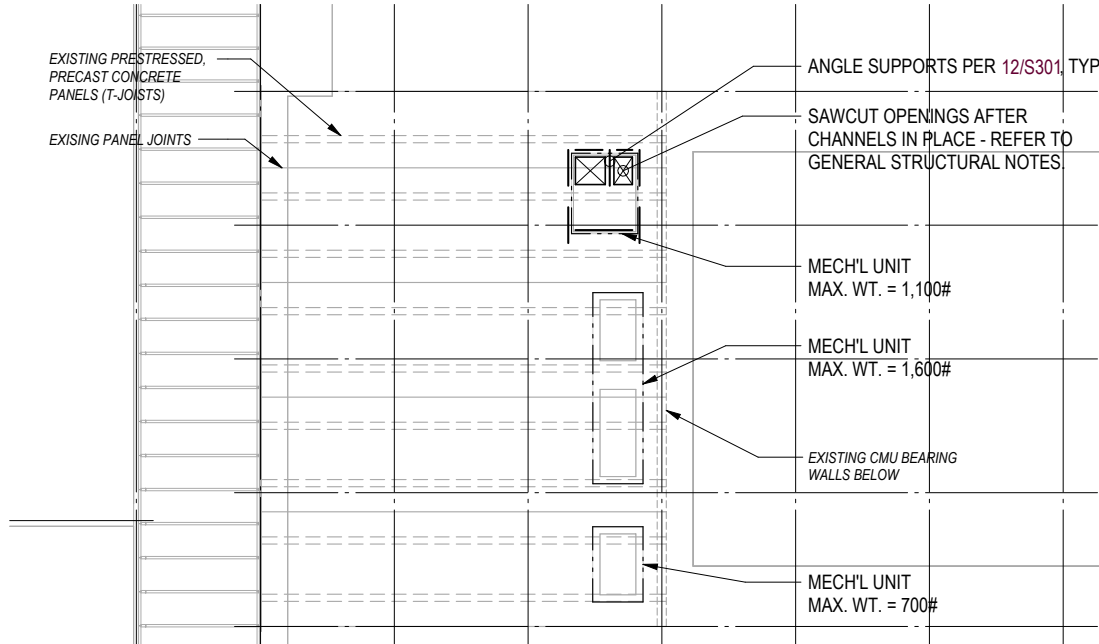 EXISTING PRESTRESSED,
PRECAST CONCRETE
PANELS (T-JOISTS)
EXISING PANEL JOINTS
ANGLE SUPPORTS PER 12/S301, TYP
SAWCUT OPENINGS AFTER
CHANNELS IN PLACE - REFER TO
GENERAL STRUCTURAL NOTES.
MECH'L UNIT
MAX. WT. = 1,100#
MECH'L UNIT
MAX. WT. = 1,600#
EXISTING CMU BEARING
WALLS BELOW
MECH'L UNIT
MAX. WT. = 700#